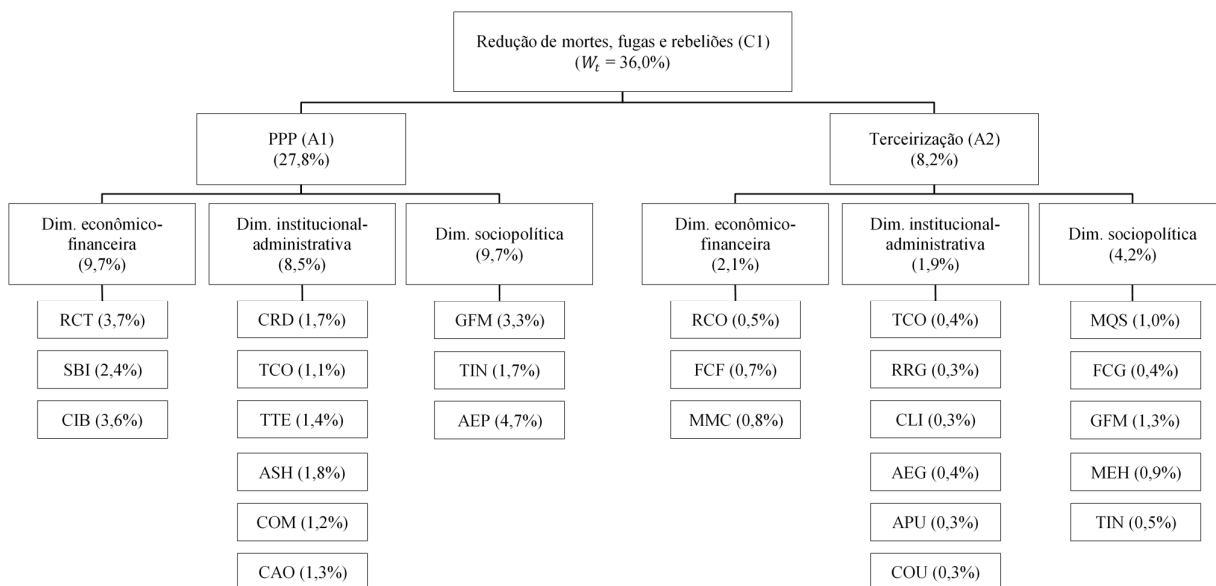 Redução de mortes, fugas e rebeliões (C1)
(Wt = 36,0%)
PPP (A1)
(27,8%)
Terceirização (A2)
(8,2%)
Dim. econômico-
financeira
(9,7%)
Dim. institucional-
administrativa
(8,5%)
Dim. sociopolítica
(9,7%)
Dim. econômico-
financeira
(2,1%)
Dim. institucional-
administrativa
(1,9%)
Dim. sociopolítica
(4,2%)
RCT (3,7%)
SBI (2,4%)
CIB (3,6%)
CRD (1,7%)
TCO (1,1%)
TTE (1,4%)
ASH (1,8%)
COM (1,2%)
CAO (1,3%)
GFM (3,3%)
TIN (1,7%)
AEP (4,7%)
RCO (0,5%)
FCF (0,7%)
MMC (0,8%)
TCO (0,4%)
RRG (0,3%)
CLI (0,3%)
AEG (0,4%)
APU (0,3%)
COU (0,3%)
MQS (1,0%)
FCG (0,4%)
GFM (1,3%)
MEH (0,9%)
TIN (0,5%)